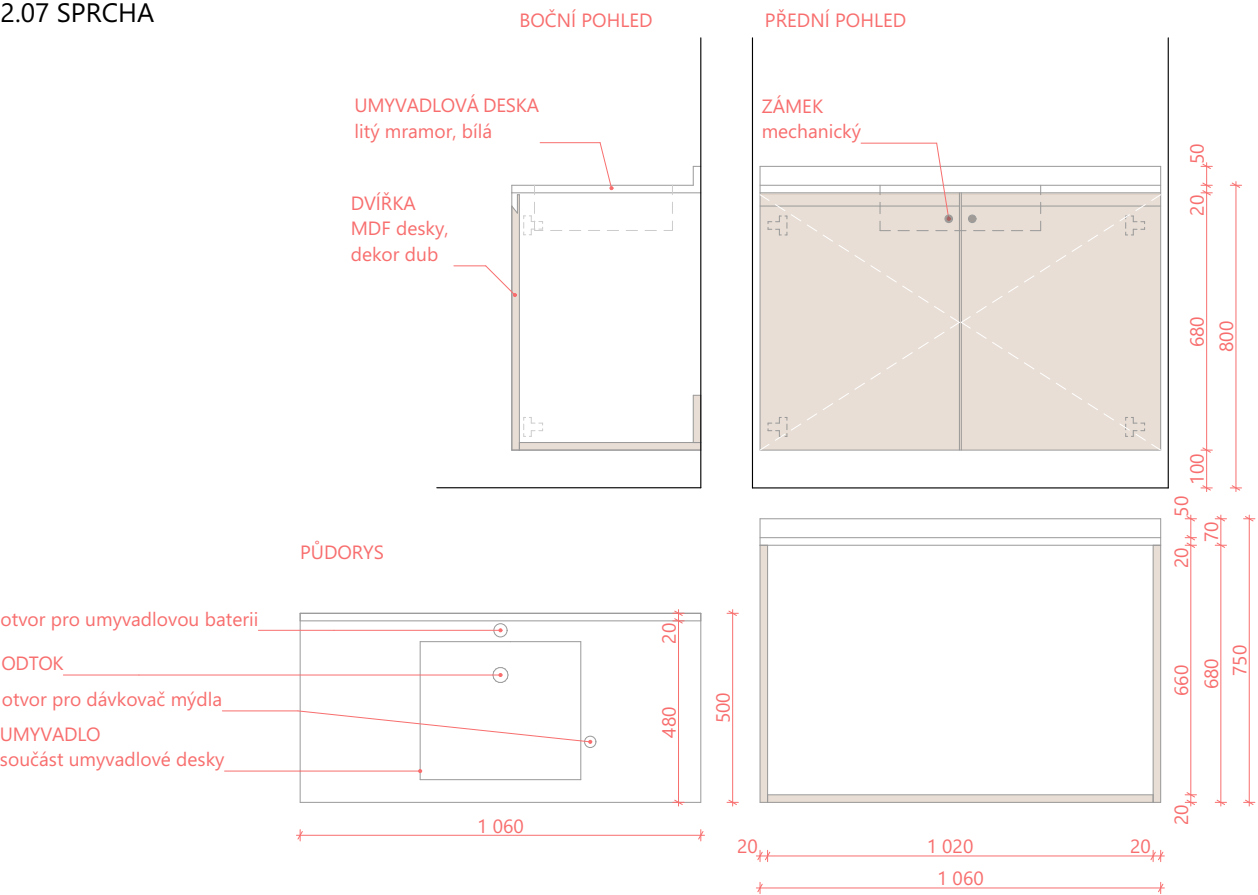 2.07 SPRCHA
BOČNÍ POHLED
PŘEDNÍ POHLED
UMYVADLOVÁ DESKA
litý mramor, bílá
ZÁMEK
mechanický
DVÍŘKA
MDF desky,
dekor dub
50
20
680
800
100
PŮDORYS
otvor pro umyvadlovou baterii
ODTOK
otvor pro dávkovač mýdla
UMYVADLO
součást umyvadlové desky
20
480
500
1 060
50
70
20
660
680
750
20
20
1 020
20
1 060